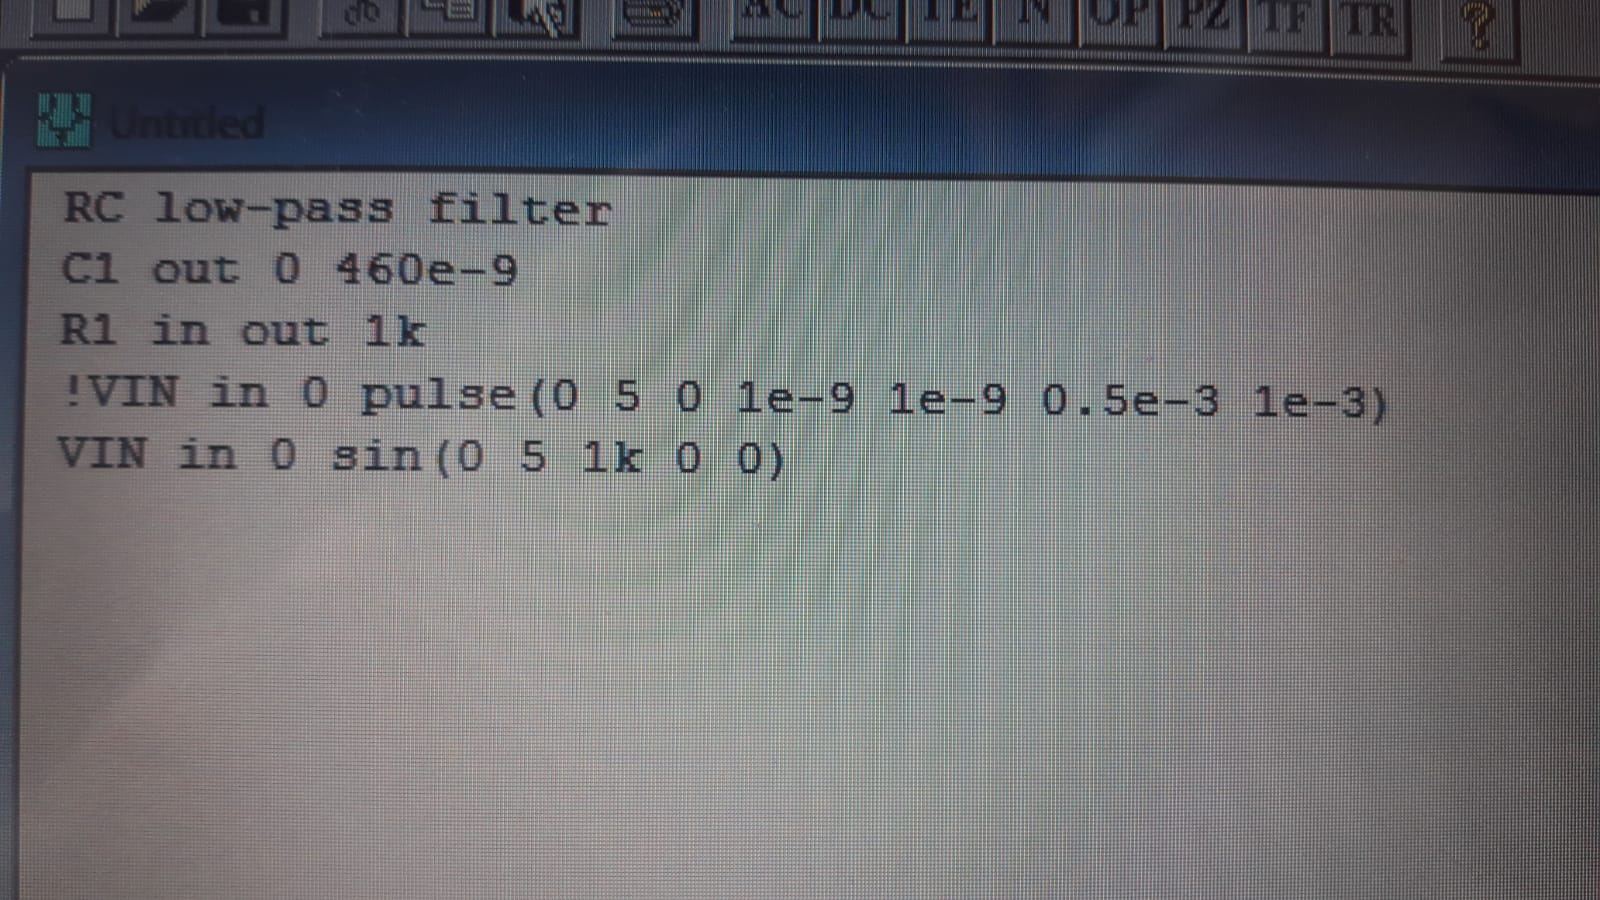 AC DC TE N OP PZ TF TR ?
Untitled
RC low-pass filter
C1 out 0 460e-9
R1 in out 1k
!VIN in 0 pulse(0 5 0 1e-9 1e-9 0.5e-3 1e-3)
VIN in 0 sin(0 5 1k 0 0)